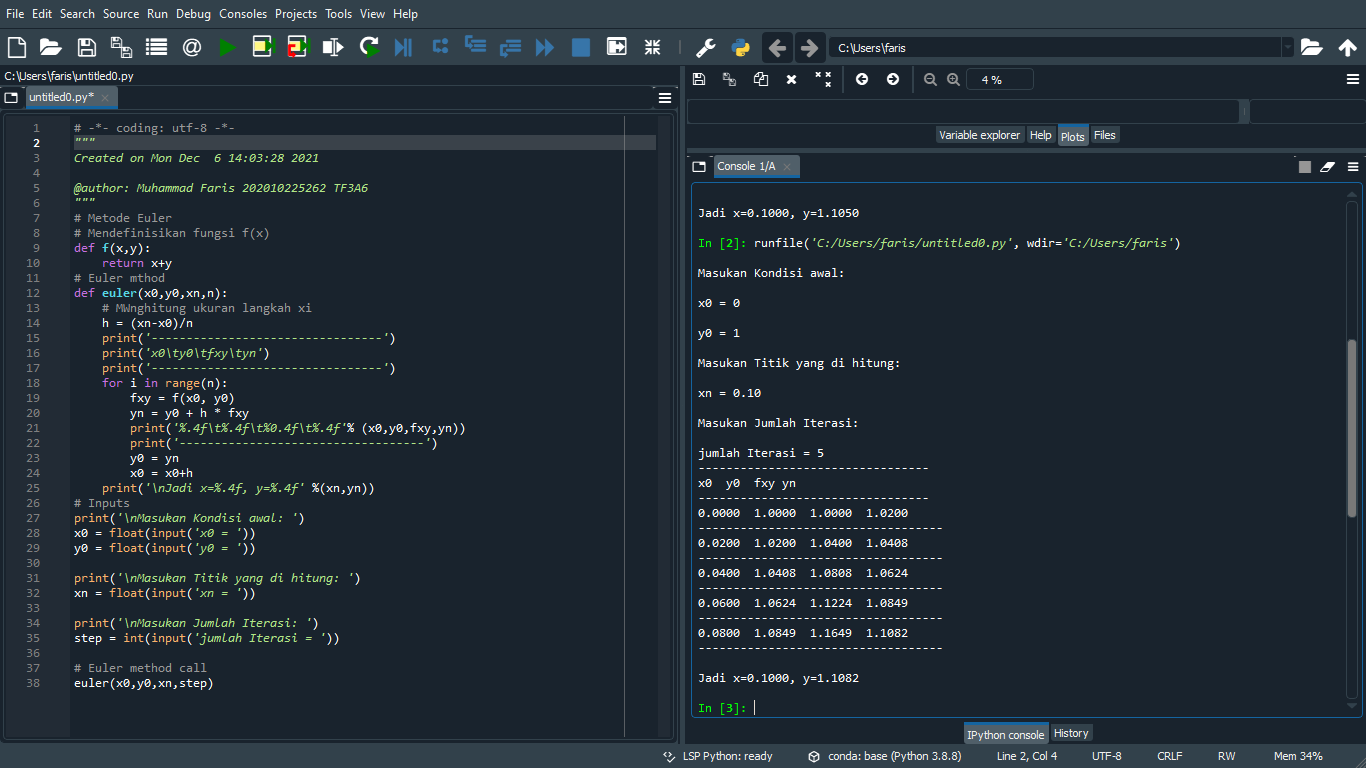 File Edit Search Source Run Debug Consoles Projects Tools View Help
C:\Users\faris
C:\Users\faris\untitled0.py
untitled0.py*
1 # -*- coding: utf-8 -*-
2 """
3 Created on Mon Dec  6 14:03:28 2021
4
5 @author: Muhammad Faris 202010225262 TF3A6
6 """
7 # Metode Euler
8 # Mendefinisikan fungsi f(x)
9 def f(x,y):
10     return x+y
11 # Euler mthod
12 def euler(x0,y0,xn,n):
13     # MWnghitung ukuran langkah xi
14     h = (xn-x0)/n
15     print('---------------------------------')
16     print('x0\ty0\tfxy\tyn')
17     print('---------------------------------')
18     for i in range(n):
19         fxy = f(x0, y0)
20         yn = y0 + h * fxy
21         print('%.4f\t%.4f\t%0.4f\t%.4f'% (x0,y0,fxy,yn))
22         print('-----------------------------------')
23         y0 = yn
24         x0 = x0+h
25     print('\nJadi x=%.4f, y=%.4f' %(xn,yn))
26 # Inputs
27 print('\nMasukan Kondisi awal: ')
28 x0 = float(input('x0 = '))
29 y0 = float(input('y0 = '))
30
31 print('\nMasukan Titik yang di hitung: ')
32 xn = float(input('xn = '))
33
34 print('\nMasukan Jumlah Iterasi: ')
35 step = int(input('jumlah Iterasi = '))
36
37 # Euler method call
38 euler(x0,y0,xn,step)
4 %
Variable explorer Help Plots Files
Console 1/A
Jadi x=0.1000, y=1.1050
In [2]: runfile('C:/Users/faris/untitled0.py', wdir='C:/Users/faris')
Masukan Kondisi awal:
x0 = 0
y0 = 1
Masukan Titik yang di hitung:
xn = 0.10
Masukan Jumlah Iterasi:
jumlah Iterasi = 5
---------------------------------
x0  y0  fxy yn
---------------------------------
0.0000  1.0000  1.0000  1.0200
-----------------------------------
0.0200  1.0200  1.0400  1.0408
-----------------------------------
0.0400  1.0408  1.0808  1.0624
-----------------------------------
0.0600  1.0624  1.1224  1.0849
-----------------------------------
0.0800  1.0849  1.1649  1.1082
-----------------------------------
Jadi x=0.1000, y=1.1082
In [3]:
IPython console History
LSP Python: ready conda: base (Python 3.8.8) Line 2, Col 4 UTF-8 CRLF RW Mem 34%